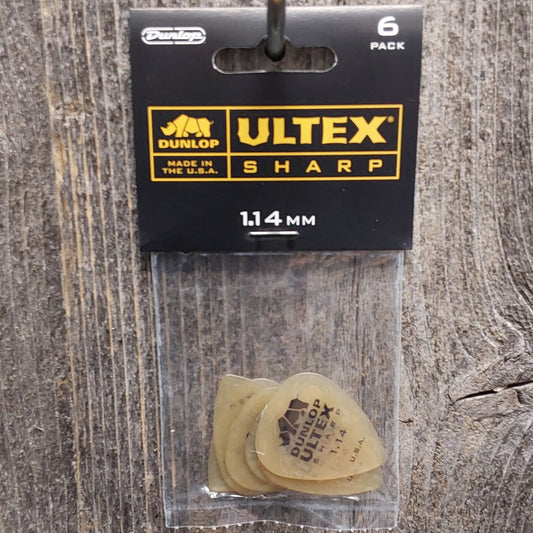 Dunlop
6
PACK
DUNLOP
MADE IN
THE U.S.A.
ULTEX®
SHARP
1.14 MM
DUNLOP
ULTEX
SHARP
1.14
U.S.A.